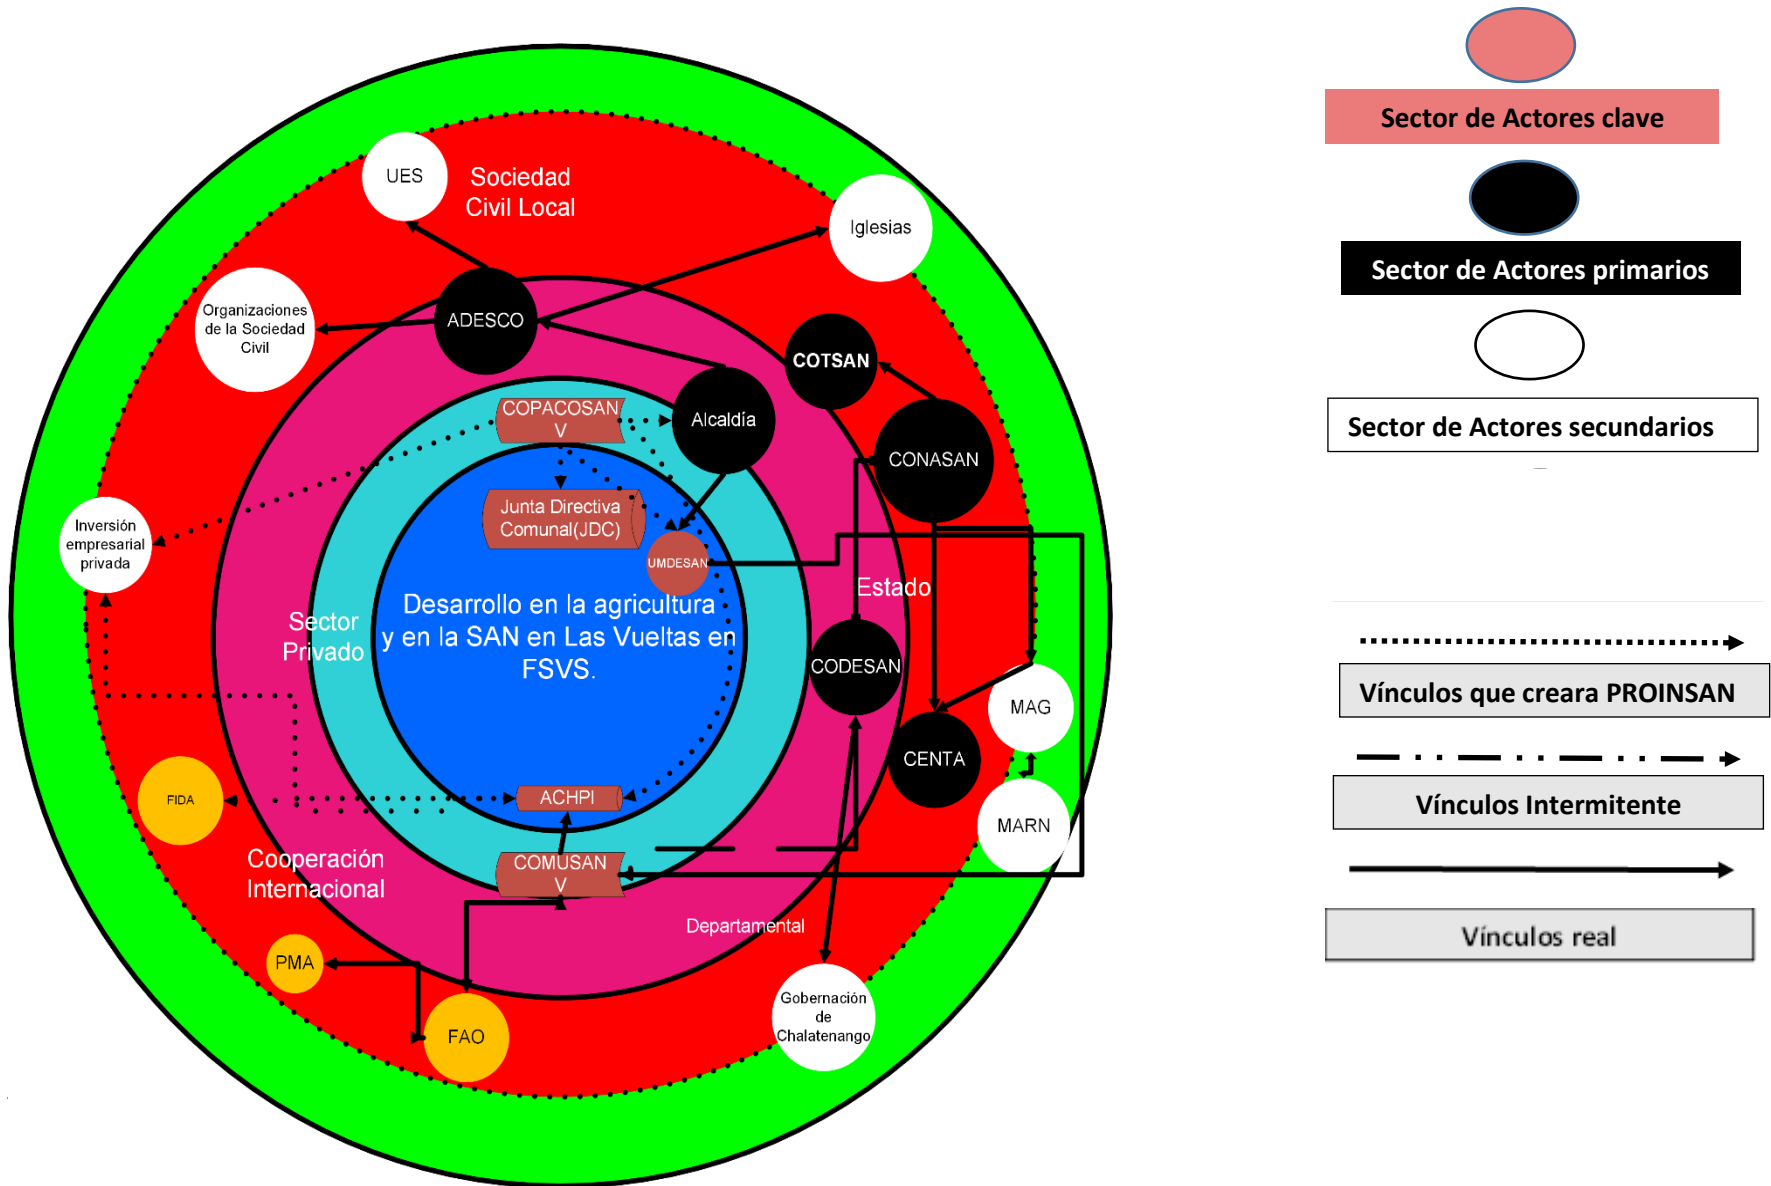 UES
Sociedad
Civil Local
Iglesias
Organizaciones
de la Sociedad
Civil
ADESCO
COTSAN
COPACOSAN
V
Alcaldía
CONASAN
Junta Directiva
Comunal(JDC)
Inversión
empresarial
privada
UMDESAN
Estado
Desarrollo en la agricultura
y en la SAN en Las Vueltas en
FSVS.
Sector
Privado
CODESAN
MAG
CENTA
FIDA
ACHPI
MARN
Cooperación
Internacional
COMUSAN
V
Departamental
PMA
FAO
Gobernación
de
Chalatenango
Sector de Actores clave
Sector de Actores primarios
Sector de Actores secundarios
Vínculos que creara PROINSAN
Vínculos Intermitente
Vínculos real